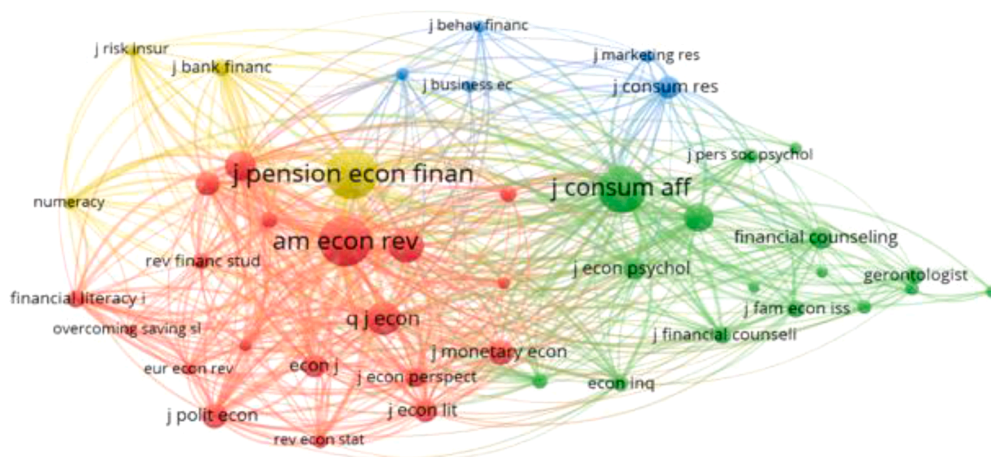 j behav financ
j risk insur
j marketing res
j bank financ
j business ec
j consum res
j pers soc psychol
j pension econ finan
j consum aff
numeracy
am econ rev
financial counseling
rev financ stud
j econ psychol
gerontologist
financial literacy i
j fam econ iss
q j econ
overcoming saving sl
j financial counseli
j monetary econ
eur econ rev
econ j
j econ perspect
econ inq
j polit econ
j econ lit
rev econ stat